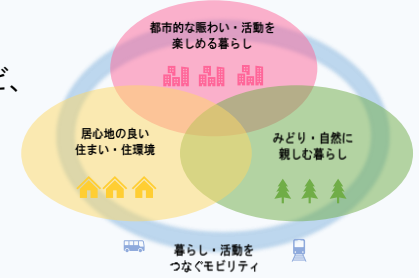 都市的な賑わい・活動を
楽しめる暮らし
ど、
居心地の良い
住まい・住環境
みどり・自然に
親しむ暮らし
暮らし・活動を
つなぐモビリティ